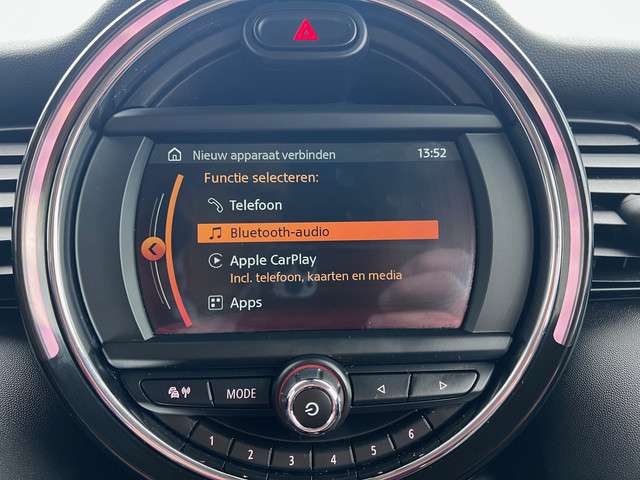 Nieuw apparaat verbinden 13:52
Functie selecteren:
Telefoon
Bluetooth-audio
Apple CarPlay
Incl. telefoon, kaarten en media
Apps
MODE
1 2 3 4 5 6